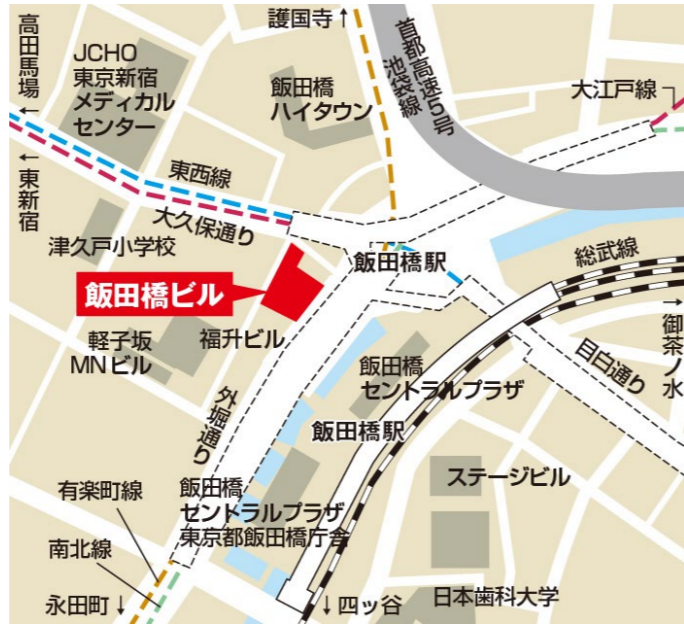 護国寺↑
高田馬場←
←東新宿
JCHO
東京新宿
メディカル
センター
飯田橋
ハイタウン
首都高速5号
池袋線
大江戸線
東西線
大久保通り
津久戸小学校
飯田橋駅
総武線
飯田橋ビル
→御茶ノ水
軽子坂
MNビル
福升ビル
目白通り
飯田橋
セントラルプラザ
外堀通り
飯田橋駅
有楽町線
飯田橋
セントラルプラザ
東京都飯田橋庁舎
ステージビル
南北線
永田町↓
↓四ッ谷
日本歯科大学